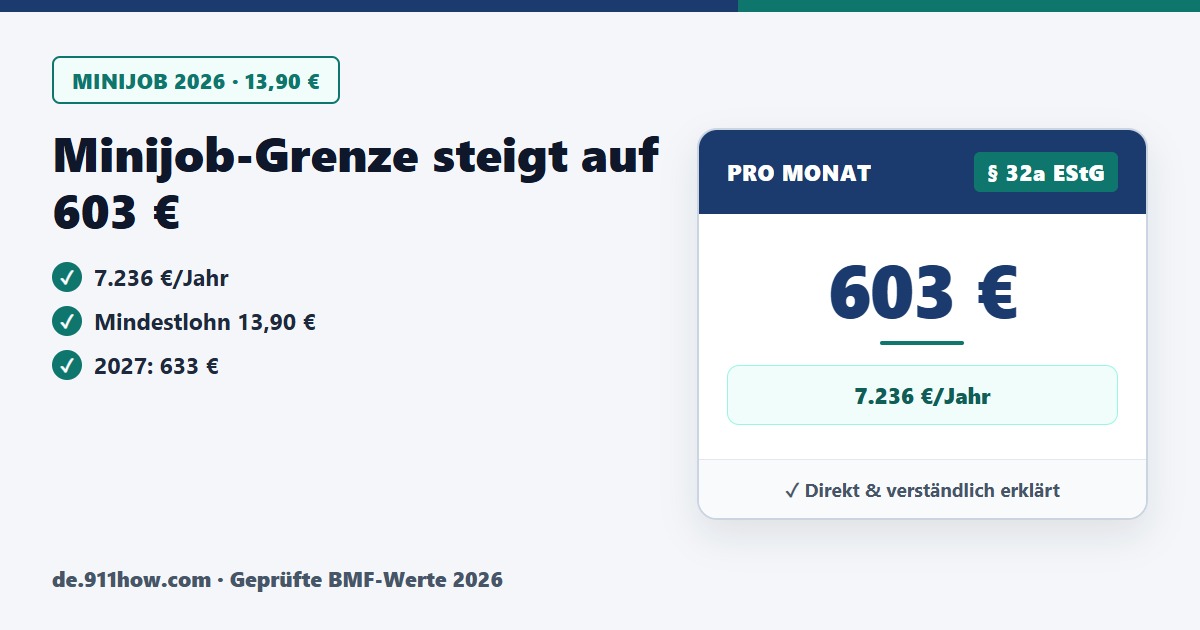 MINIJOB 2026 · 13,90 €
Minijob-Grenze steigt auf
603 €
✓ 7.236 €/Jahr
✓ Mindestlohn 13,90 €
✓ 2027: 633 €
PRO MONAT
§ 32a EStG
603 €
7.236 €/Jahr
✓ Direkt & verständlich erklärt
de.911how.com · Geprüfte BMF-Werte 2026